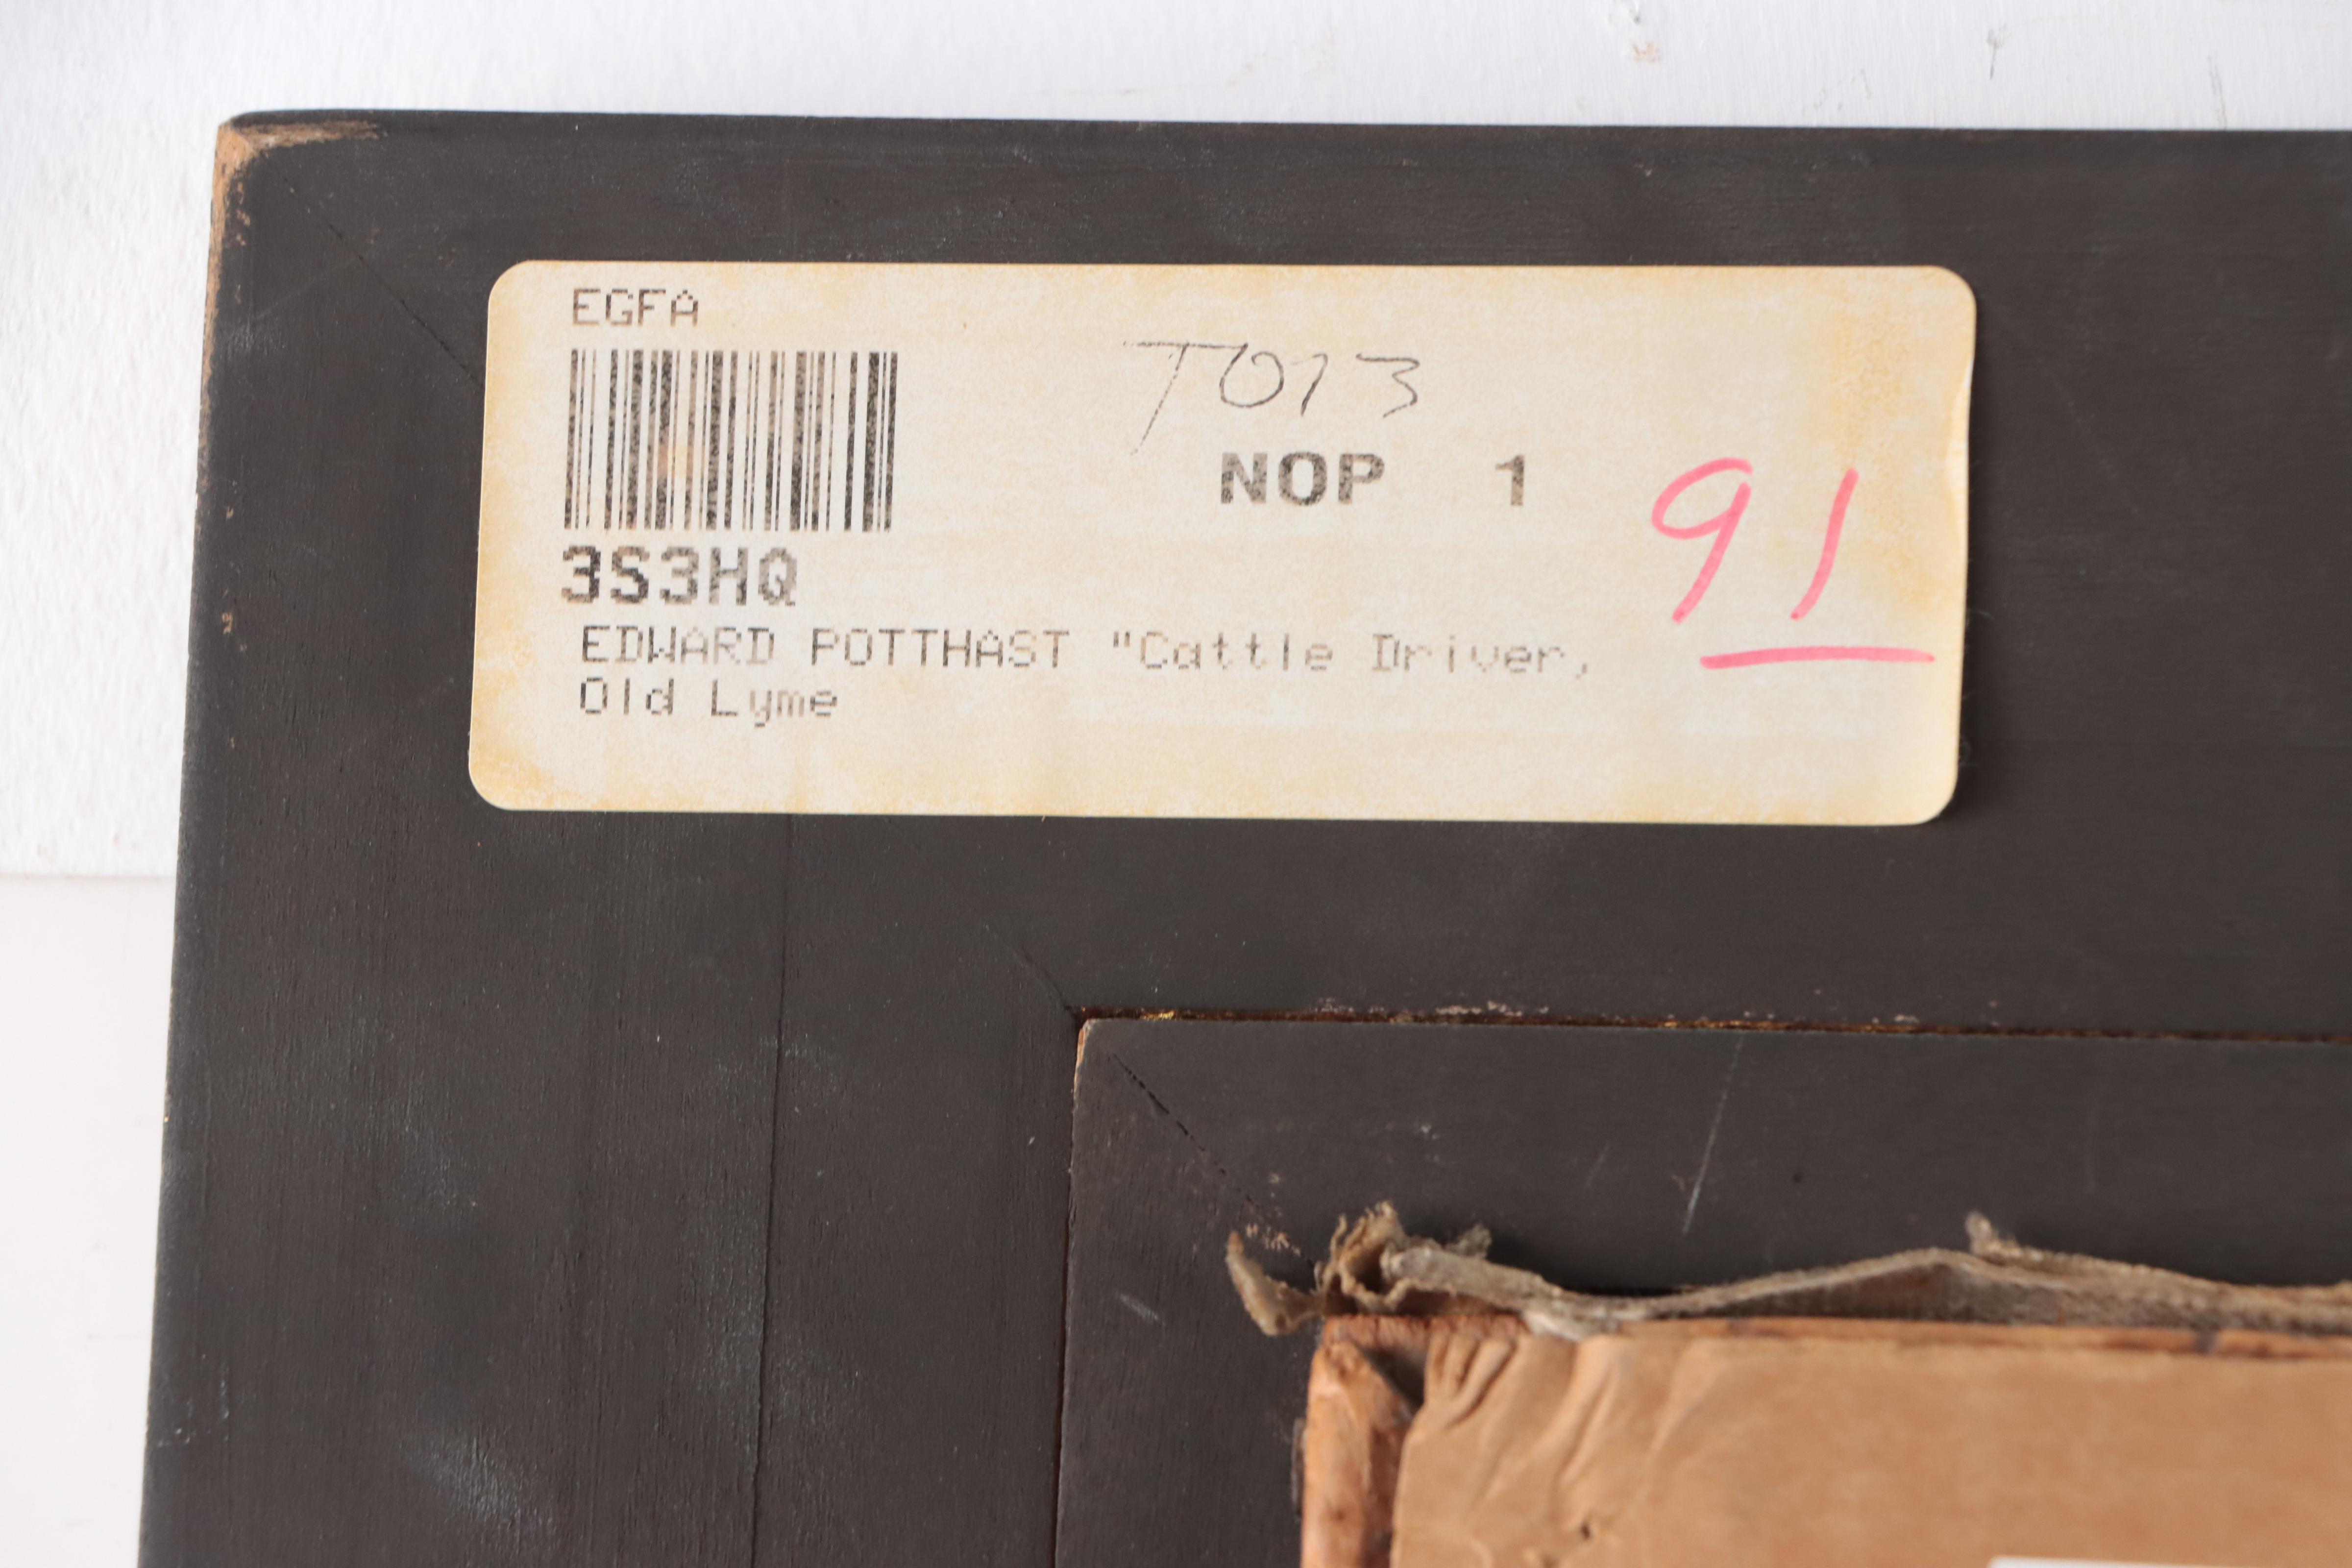 EGFA
T013
NOP 1
91
3S3HQ
EDWARD POTTHAST "Cattle Driver,
Old Lyme